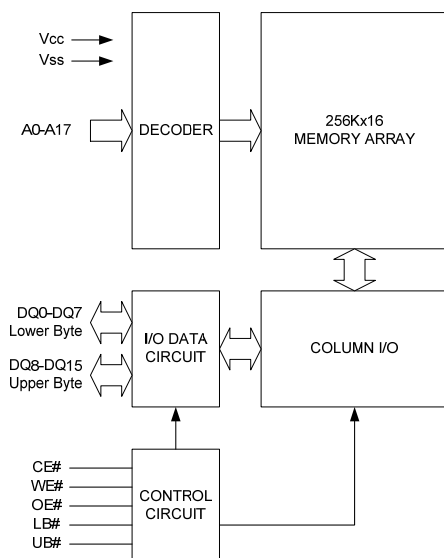 Vcc
Vss
A0-A17
DECODER
256Kx16
MEMORY ARRAY
DQ0-DQ7
Lower Byte
DQ8-DQ15
Upper Byte
I/O DATA
CIRCUIT
COLUMN I/O
CE#
WE#
OE#
LB#
UB#
CONTROL
CIRCUIT